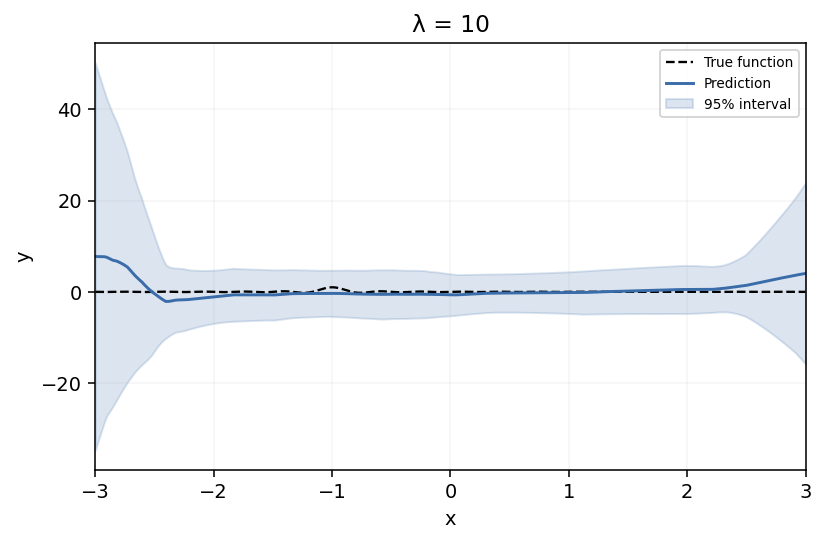 λ = 10
True function
Prediction
95% interval
40
20
0
−20
y
−3
−2
−1
0
1
2
3
x